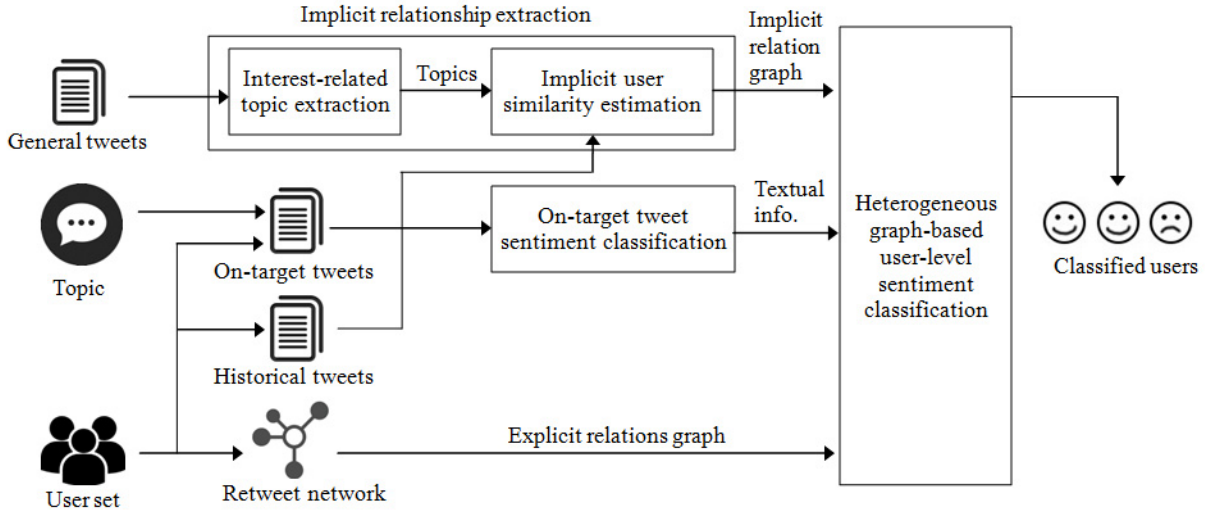 Implicit relationship extraction
Implicit
relation
graph
Interest-related
topic extraction
Topics
Implicit user
similarity estimation
General tweets
Topic
On-target tweets
On-target tweet
sentiment classification
Textual
info.
Heterogeneous
graph-based
user-level
sentiment
classification
Classified users
Historical tweets
User set
Retweet network
Explicit relations graph